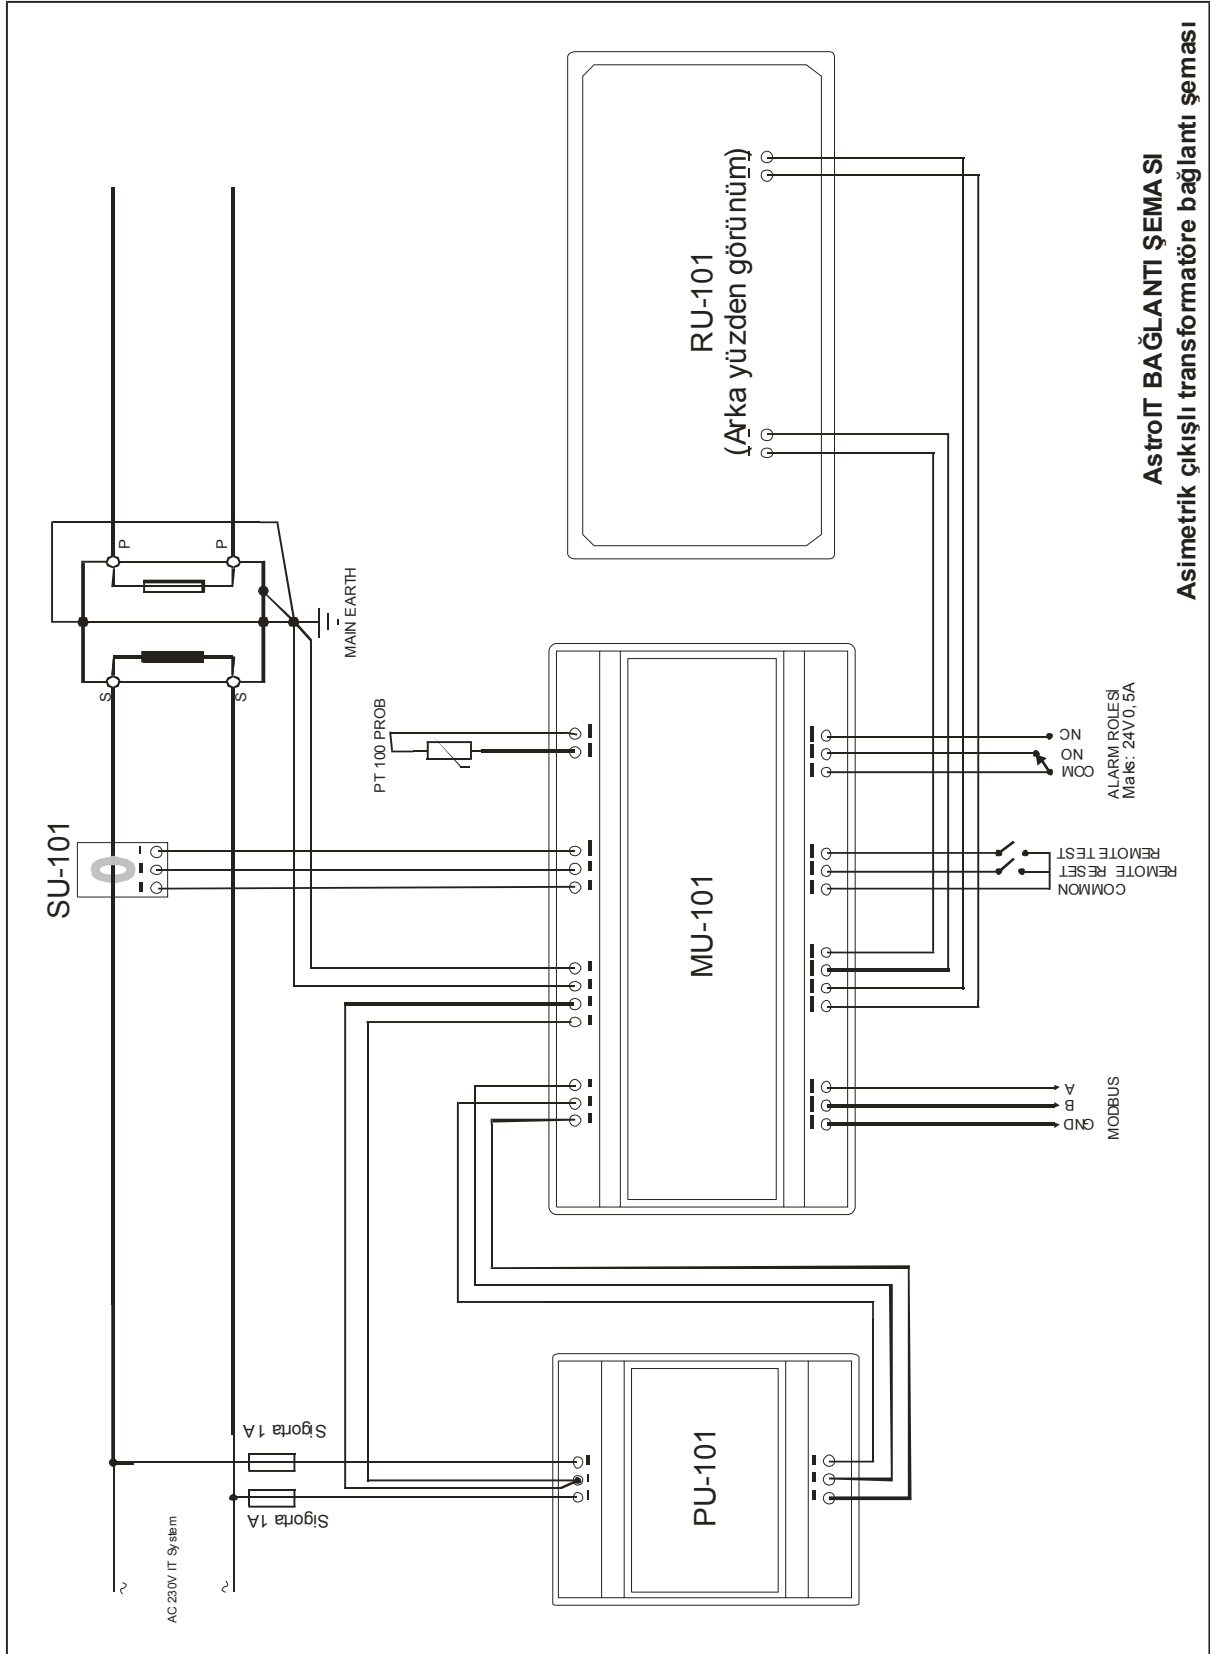 AstroIT BAĞLANTI ŞEMASI
Asimetrik çıkışlı transformatöre bağlantı şeması
RU-101
(Arka yüzden görünüm)
P
P
S
S
MAIN EARTH
PT 100 PROB
SU-101
MU-101
NC
NO
COM
ALARM ROLESİ
Maks: 24V 0,5A
REMOTE TEST
REMOTE RESET
COMMON
A
B
GND
MODBUS
PU-101
Sigorta 1A
Sigorta 1A
AC 230V IT System
~
~